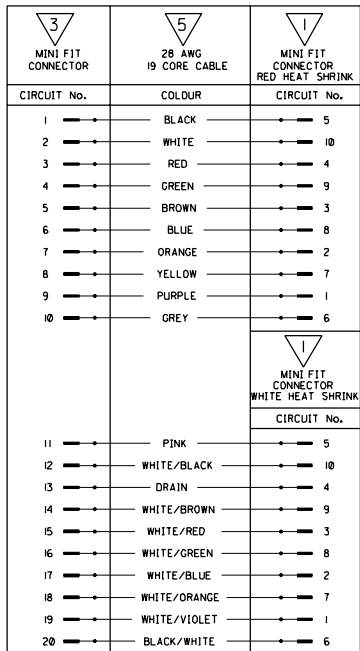 3 5 1
MINI FIT 28 AWG MINI FIT
CONNECTOR 19 CORE CABLE CONNECTOR
RED HEAT SHRINK
CIRCUIT No. COLOUR CIRCUIT No.
1 BLACK 5
2 WHITE 10
3 RED 4
4 GREEN 9
5 BROWN 3
6 BLUE 8
7 ORANGE 2
8 YELLOW 7
9 PURPLE 1
10 GREY 6
1
MINI FIT
CONNECTOR
WHITE HEAT SHRINK
CIRCUIT No.
11 PINK 5
12 WHITE/BLACK 10
13 DRAIN 4
14 WHITE/BROWN 9
15 WHITE/RED 3
16 WHITE/GREEN 8
17 WHITE/BLUE 2
18 WHITE/ORANGE 7
19 WHITE/VIOLET 1
20 BLACK/WHITE 6